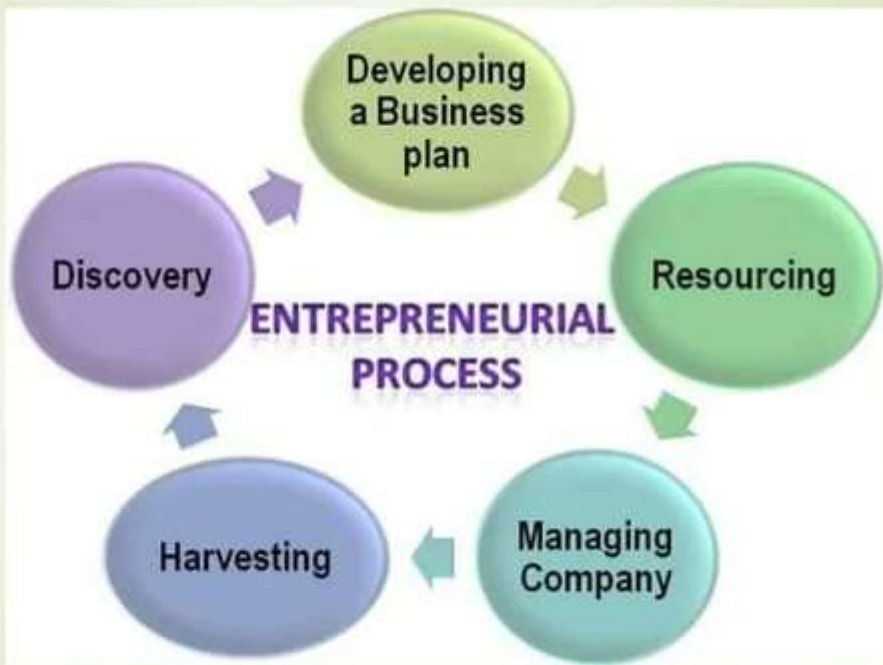 Developing
a Business
plan
Discovery
Resourcing
ENTREPRENEURIAL
PROCESS
Harvesting
Managing
Company